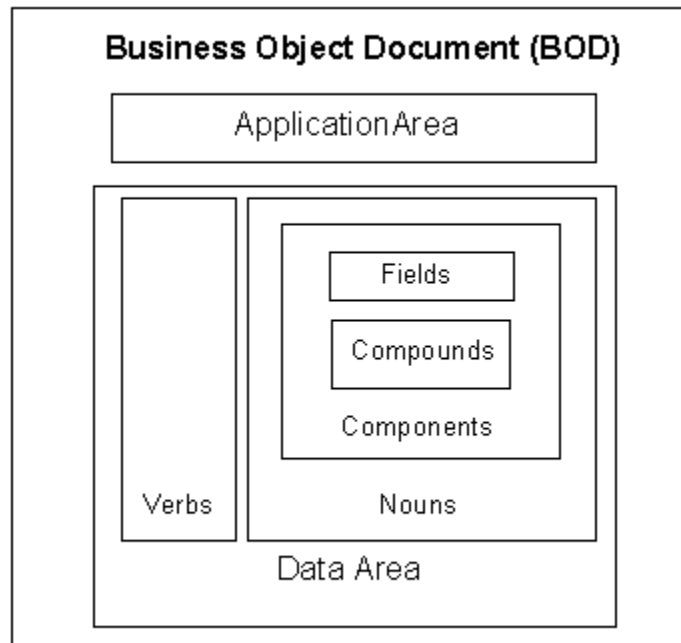 Business Object Document (BOD)
ApplicationArea
Fields
Compounds
Components
Verbs
Nouns
Data Area